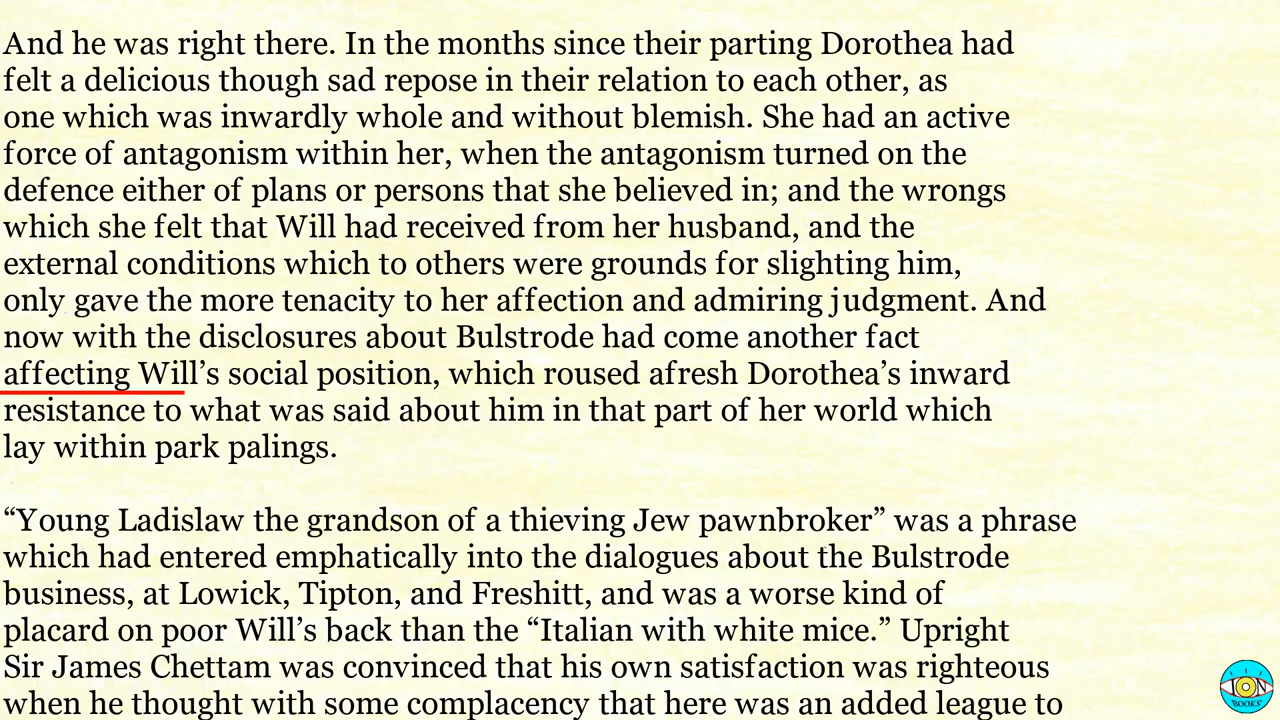 And he was right there. In the months since their parting Dorothea had
felt a delicious though sad repose in their relation to each other, as
one which was inwardly whole and without blemish. She had an active
force of antagonism within her, when the antagonism turned on the
defence either of plans or persons that she believed in; and the wrongs
which she felt that Will had received from her husband, and the
external conditions which to others were grounds for slighting him,
only gave the more tenacity to her affection and admiring judgment. And
now with the disclosures about Bulstrode had come another fact
affecting Will’s social position, which roused afresh Dorothea’s inward
resistance to what was said about him in that part of her world which
lay within park palings.
“Young Ladislaw the grandson of a thieving Jew pawnbroker” was a phrase
which had entered emphatically into the dialogues about the Bulstrode
business, at Lowick, Tipton, and Freshitt, and was a worse kind of
placard on poor Will’s back than the “Italian with white mice.” Upright
Sir James Chettam was convinced that his own satisfaction was righteous
when he thought with some complacency that here was an added league to
ION
BOOKS